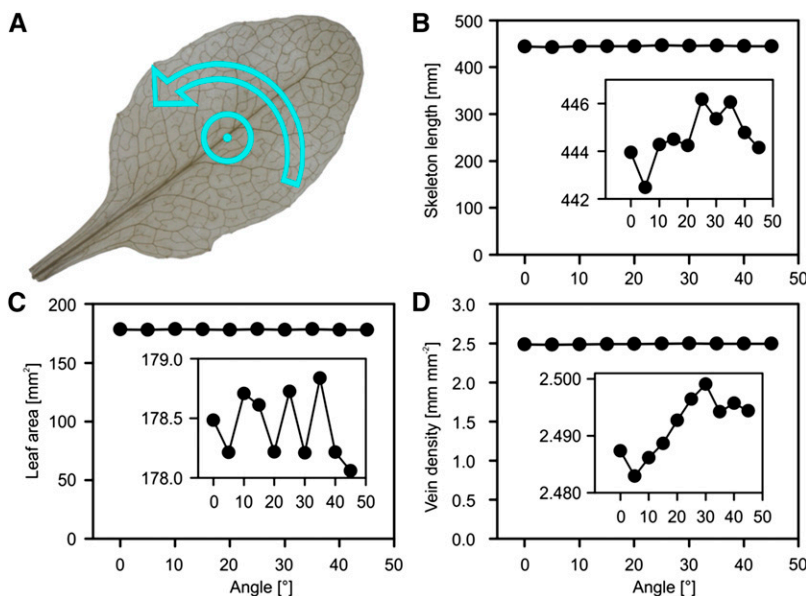 A
B
500
400
300
200
100
0
Skeleton length [mm]
446
444
442
0 10 20 30 40 50
0 10 20 30 40 50
C
200
150
100
50
0
Leaf area [mm²]
179.0
178.5
178.0
0 10 20 30 40 50
0 10 20 30 40 50
Angle [°]
D
3.0
2.5
2.0
1.5
1.0
0.5
0.0
Vein density [mm mm⁻²]
2.500
2.490
2.480
0 10 20 30 40 50
0 10 20 30 40 50
Angle [°]